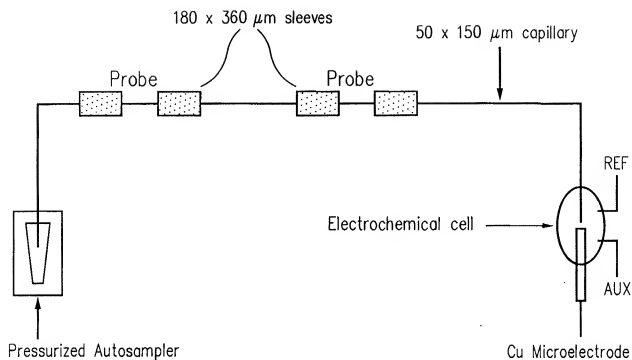 180 x 360 μm sleeves
50 x 150 μm capillary
Probe
Probe
REF
Electrochemical cell
AUX
Pressurized Autosampler
Cu Microelectrode